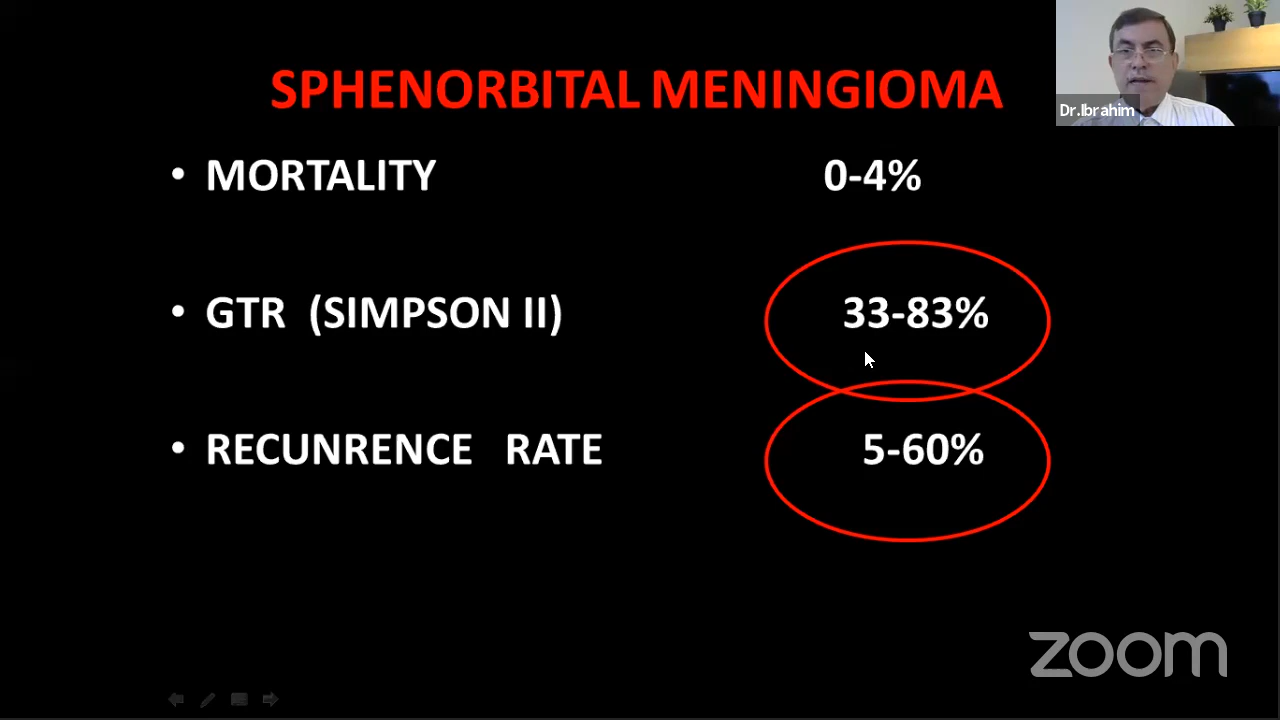 SPHENORBITAL MENINGIOMA
Dr.Ibrahim
• MORTALITY 0-4%
• GTR (SIMPSON II) 33-83%
• RECUNRENCE RATE 5-60%
zoom